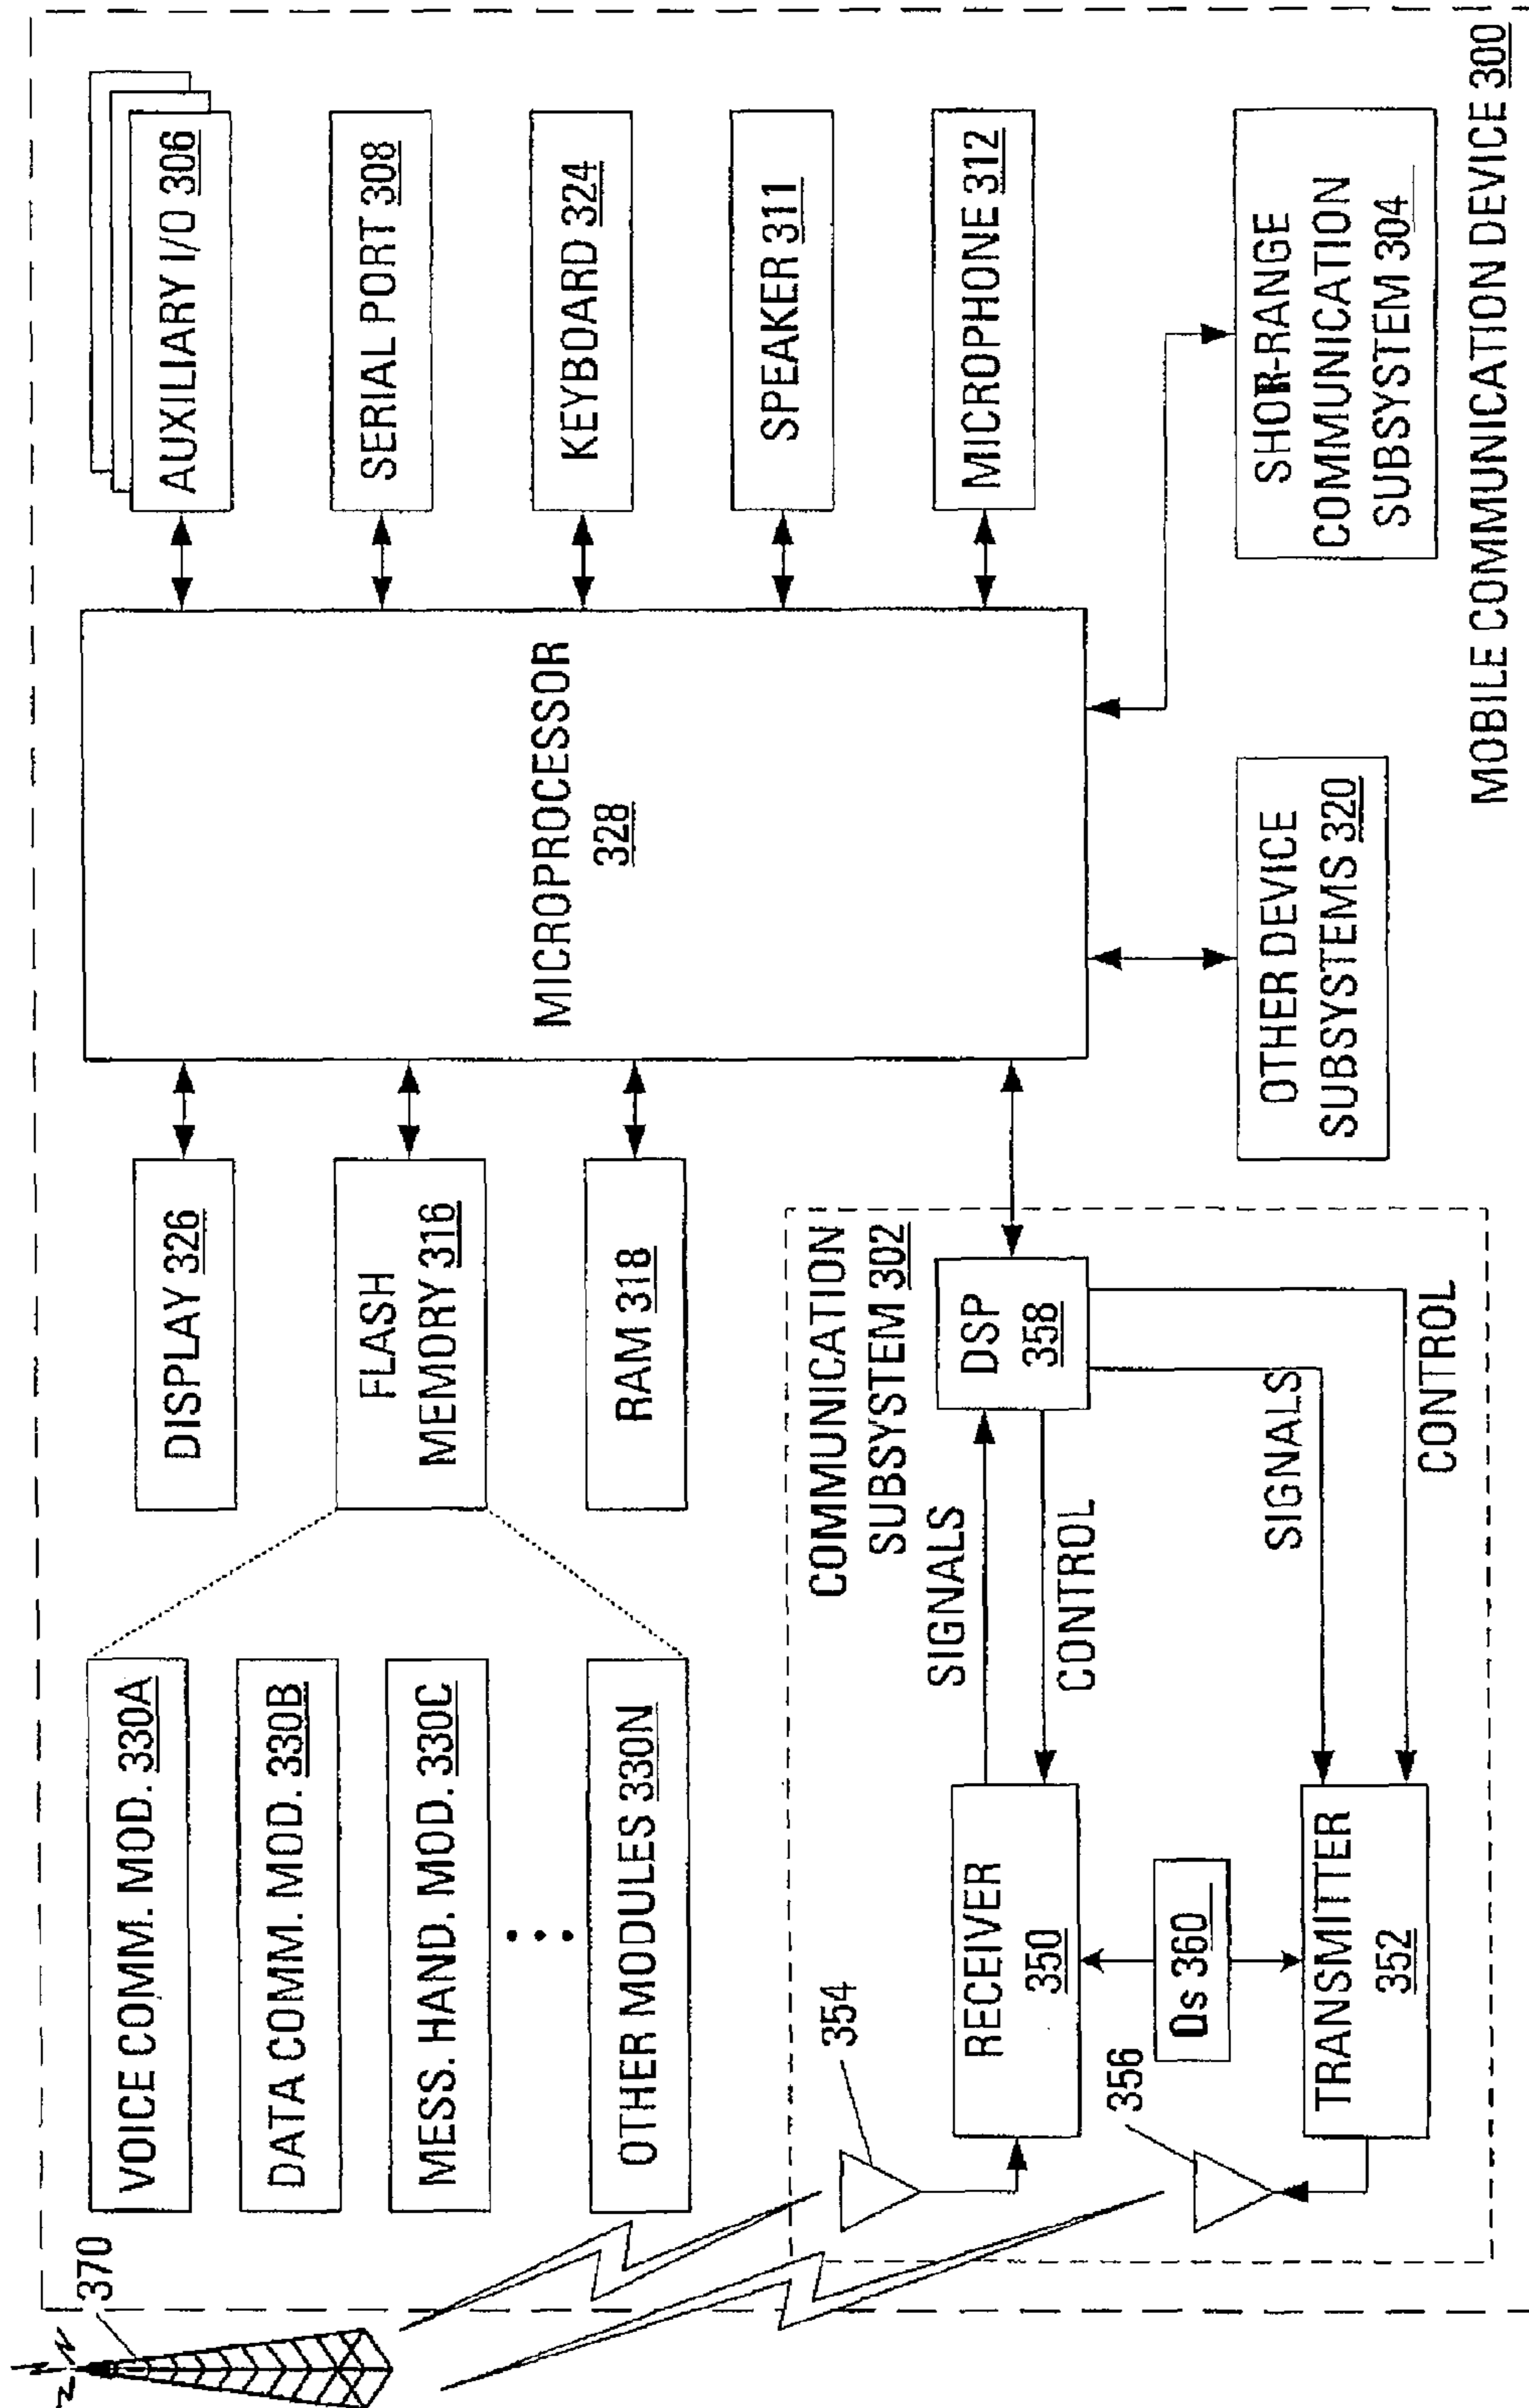 370
VOICE COMM. MOD. 330A
DATA COMM. MOD. 330B
MESS. HAND. MOD. 330C
OTHER MODULES 330N
DISPLAY 326
FLASH
MEMORY 316
RAM 318
MICROPROCESSOR
328
AUXILIARY I/O 306
SERIAL PORT 308
KEYBOARD 324
SPEAKER 311
MICROPHONE 312
COMMUNICATION
SUBSYSTEM 302
354
RECEIVER
350
SIGNALS
CONTROL
DSP
358
Os 360
356
TRANSMITTER
352
SIGNALS
CONTROL
OTHER DEVICE
SUBSYSTEMS 320
SHOR-RANGE
COMMUNICATION
SUBSYSTEM 304
MOBILE COMMUNICATION DEVICE 300